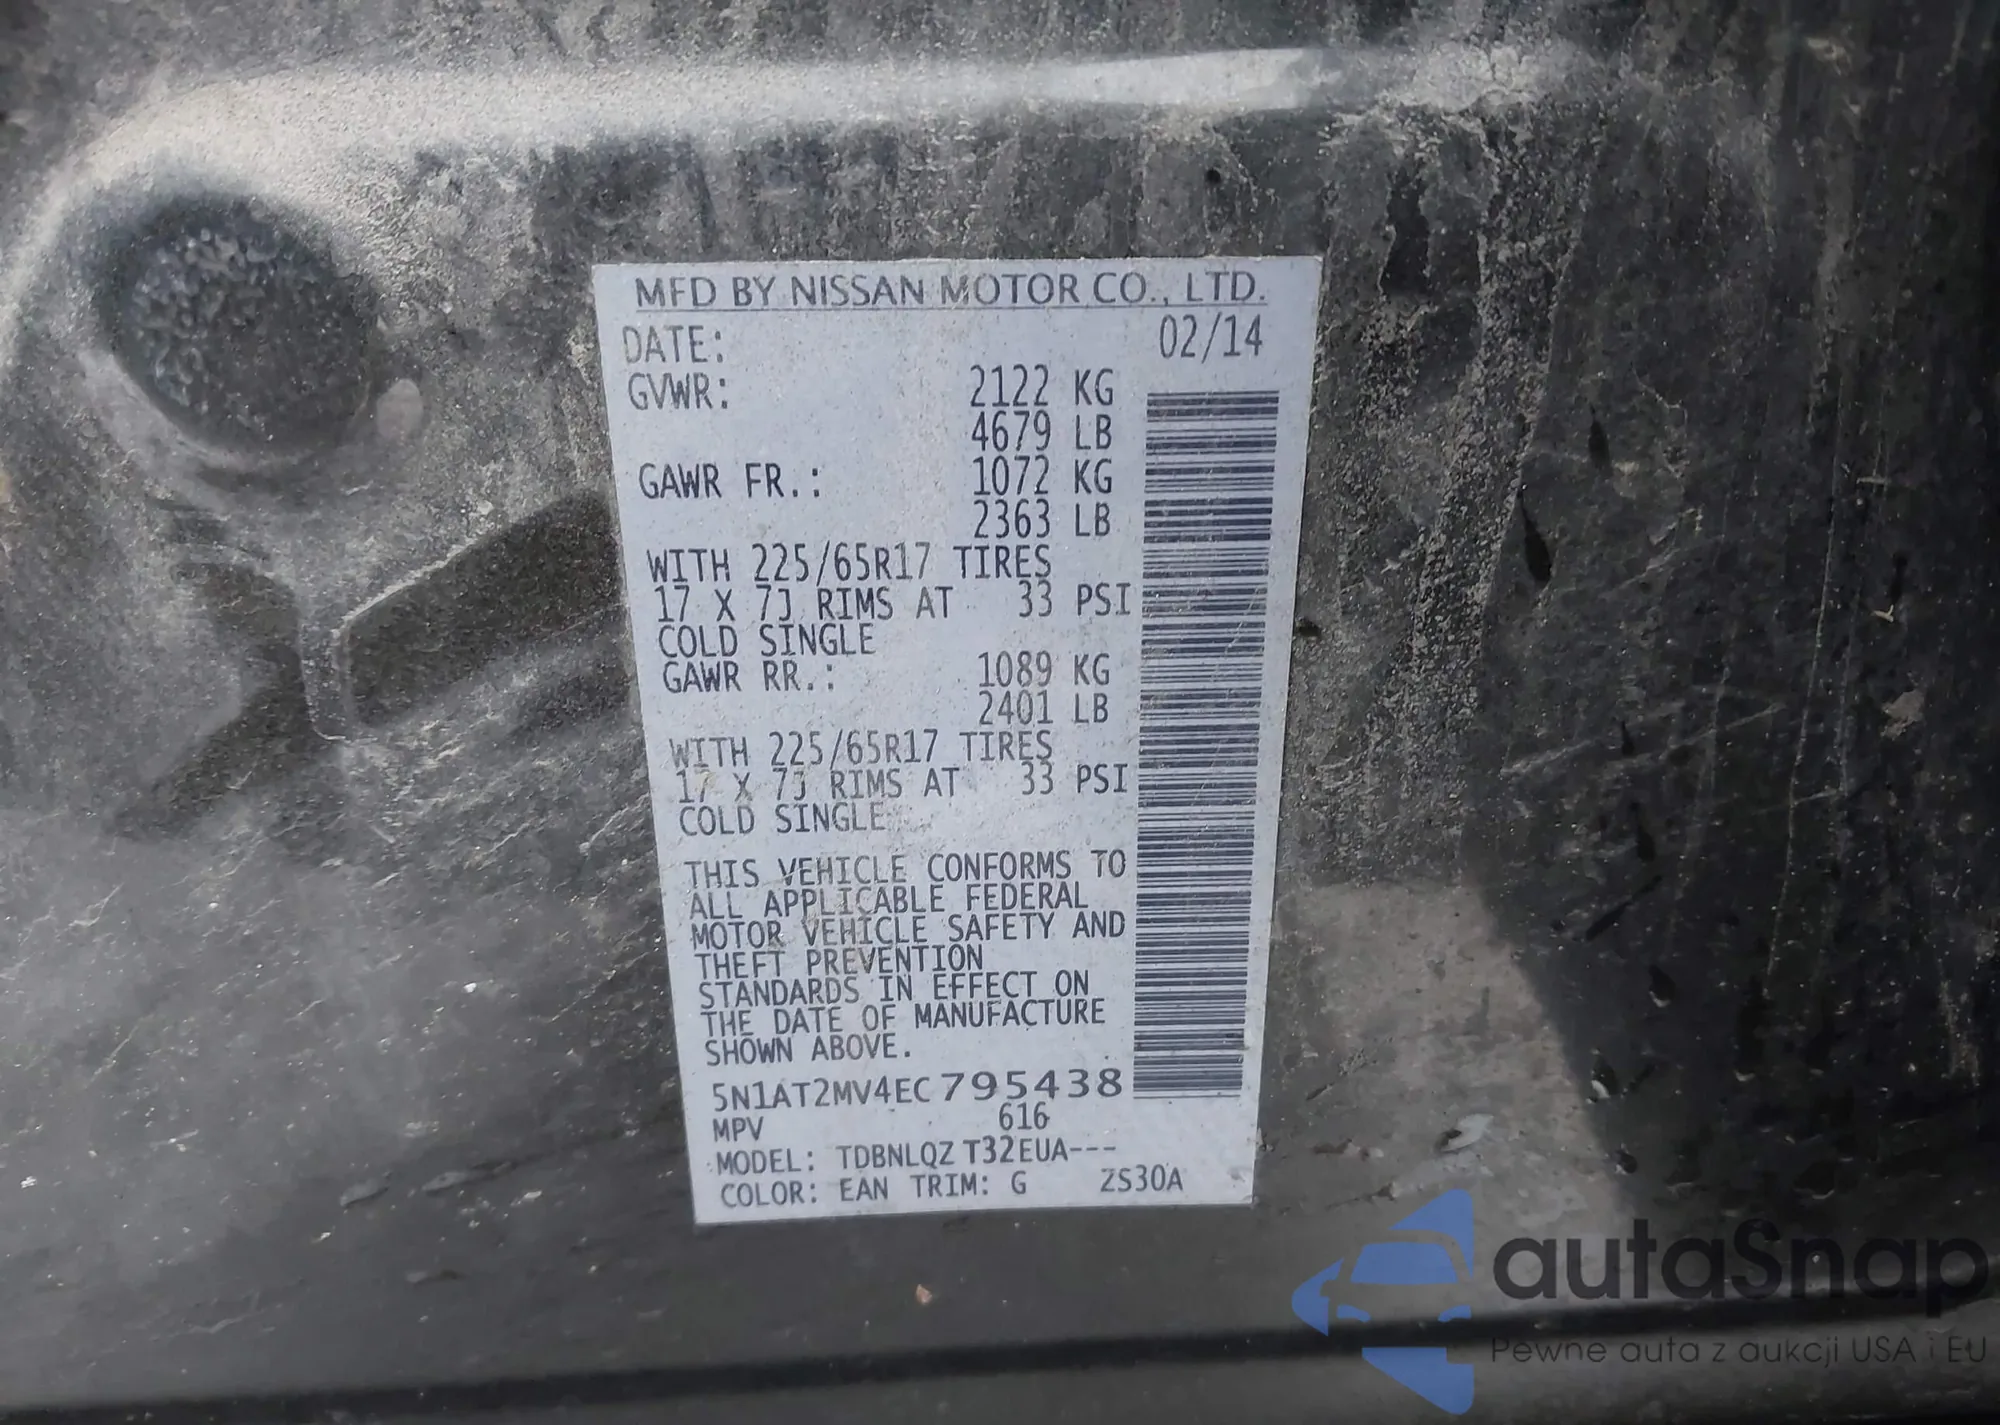 MFD BY NISSAN MOTOR CO., LTD.
DATE: 02/14
GVWR: 2122 KG
4679 LB
GAWR FR.: 1072 KG
2363 LB
WITH 225/65R17 TIRES
17 X 7J RIMS AT 33 PSI
COLD SINGLE
GAWR RR.: 1089 KG
2401 LB
WITH 225/65R17 TIRES
17 X 7J RIMS AT 33 PSI
COLD SINGLE
THIS VEHICLE CONFORMS TO
ALL APPLICABLE FEDERAL
MOTOR VEHICLE SAFETY AND
THEFT PREVENTION
STANDARDS IN EFFECT ON
THE DATE OF MANUFACTURE
SHOWN ABOVE.
5N1AT2MV4EC795438
MPV 616
MODEL: TDBNLQZ T32EUA---
COLOR: EAN TRIM: G ZS30A
autaSnap
Pewne auta z aukcji USA i EU